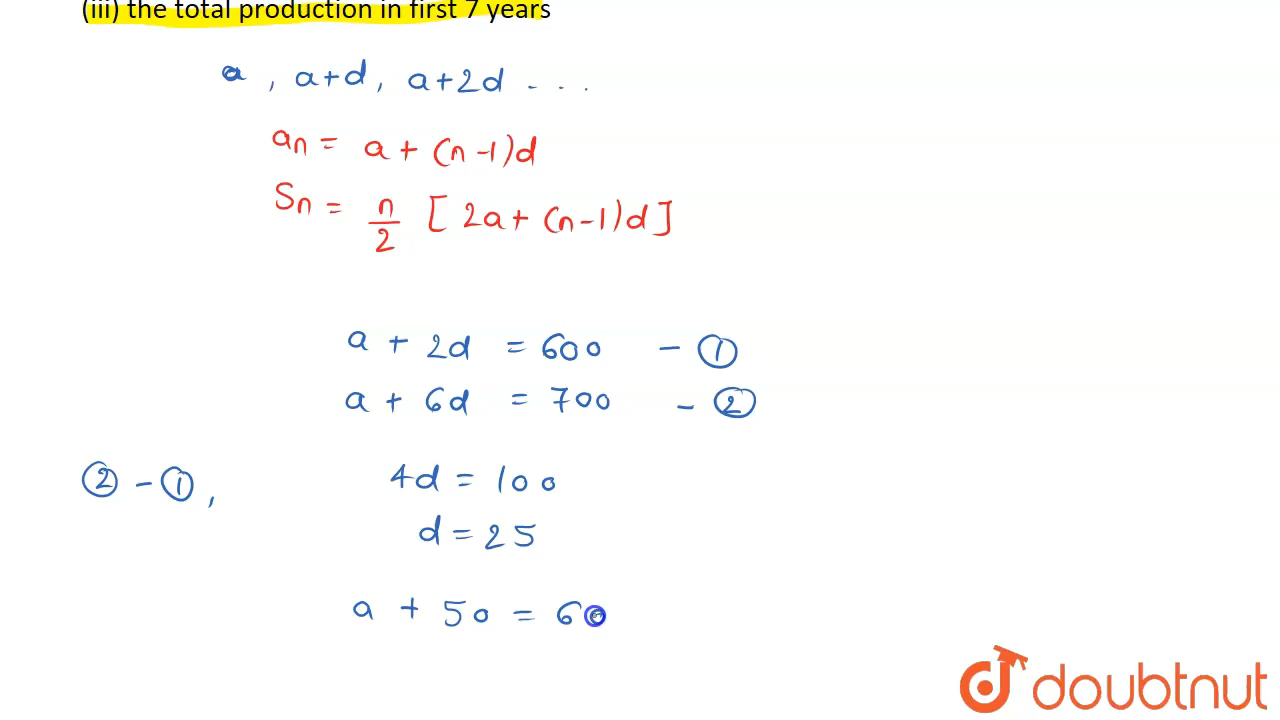 (iii) the total production in first 7 years
a , a+d, a+2d - - .
an = a + (n-1)d
Sn = n/2 [ 2a + (n-1)d ]
a + 2d = 600 - ①
a + 6d = 700 - ②
② - ①, 4d = 100
d = 25
a + 50 = 60
doubtnut